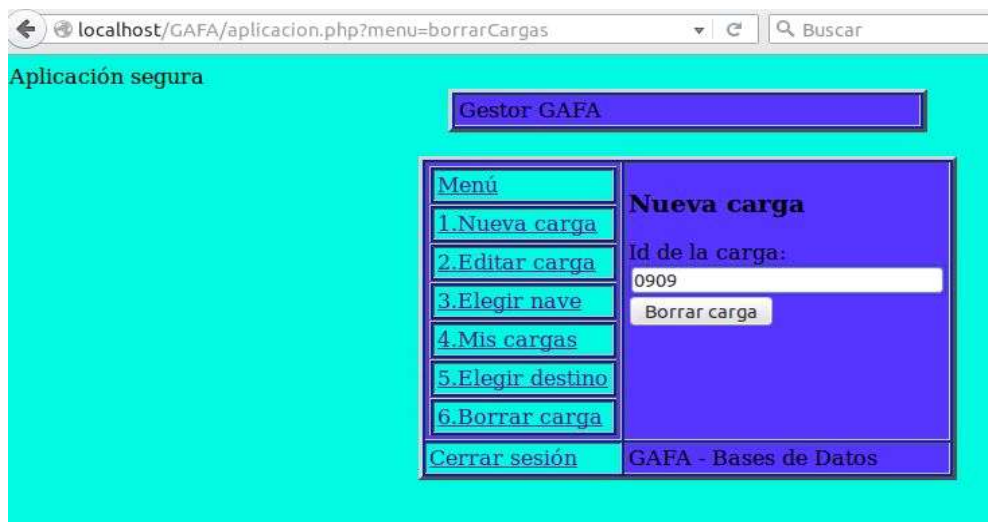 localhost/GAFA/aplicacion.php?menu=borrarCargas
Buscar
Aplicación segura
Gestor GAFA
Menú
1.Nueva carga
2.Editar carga
3.Elegir nave
4.Mis cargas
5.Elegir destino
6.Borrar carga
Cerrar sesión
Nueva carga
Id de la carga:
0909
Borrar carga
GAFA - Bases de Datos